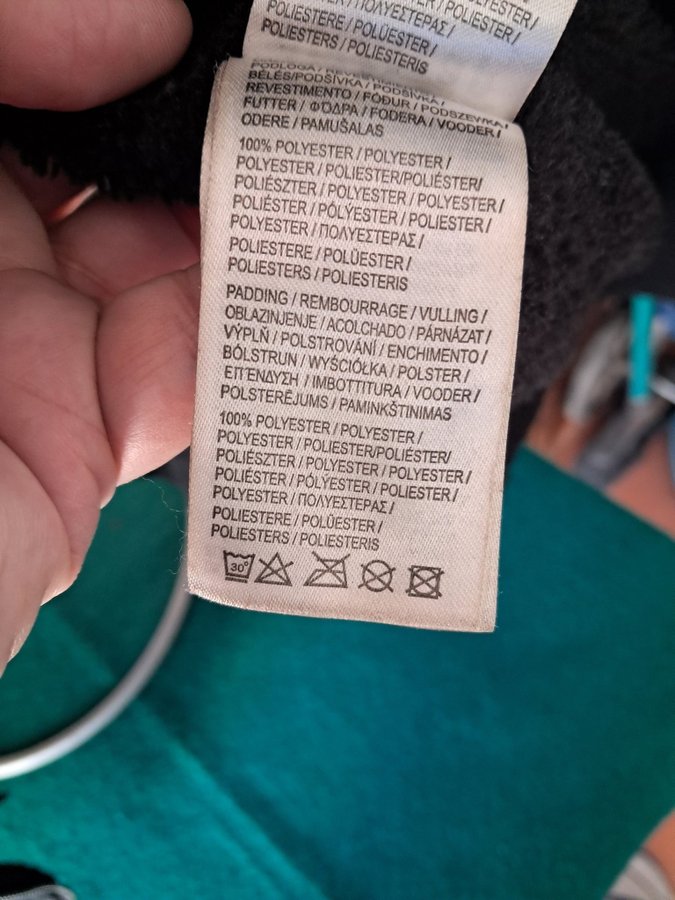 POLYESTER /
POLIESTERE / POLÜESTER /
POLIESTERS / POLIESTERIS
BÉLÉS/PODŠÍVKA / PODŠÍVKA /
REVESTIMENTO / FÓÐUR / PODSZEWKA /
FUTTER / ΦΌΔΡΑ / FODERA / VOODER /
ODERE / PAMUŠALAS
100% POLYESTER / POLYESTER /
POLYESTER / POLIESTER/POLIÉSTER/
POLIÉSZTER / POLYESTER / POLYESTER /
POLIÉSTER / PÓLÝESTER / POLIESTER /
POLYESTER / ΠΟΛΥΕΣΤΕΡΑΣ /
POLIESTERE / POLÜESTER /
POLIESTERS / POLIESTERIS
PADDING / REMBOURRAGE / VULLING /
OBLAZINJENJE / ACOLCHADO / PÁRNÁZAT /
VÝPLŇ / POLSTROVÁNÍ / ENCHIMENTO /
BÓLSTRUN / WYŚCIÓŁKA / POLSTER /
ΕΠΈΝΔΥΣΗ / IMBOTTITURA / VOODER /
POLSTERĒJUMS / PAMINKŠTINIMAS
100% POLYESTER / POLYESTER /
POLYESTER / POLIESTER/POLIÉSTER/
POLIÉSZTER / POLYESTER / POLYESTER /
POLIÉSTER / PÓLÝESTER / POLIESTER /
POLYESTER / ΠΟΛΥΕΣΤΕΡΑΣ /
POLIESTERE / POLÜESTER /
POLIESTERS / POLIESTERIS
30°